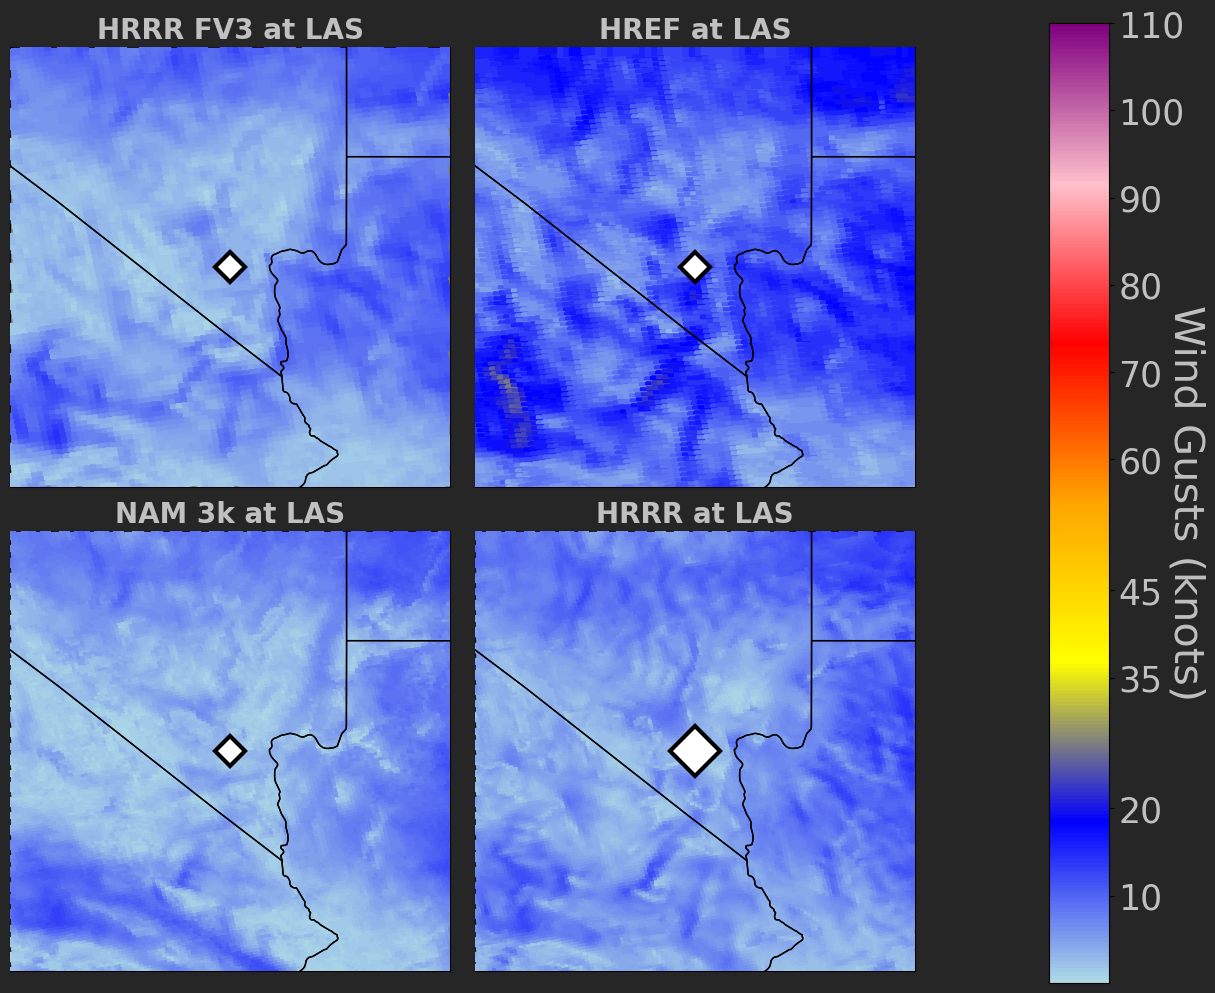 HRRR FV3 at LAS
HREF at LAS
NAM 3k at LAS
HRRR at LAS
110
100
90
80
70
60
45
35
20
10
Wind Gusts (knots)